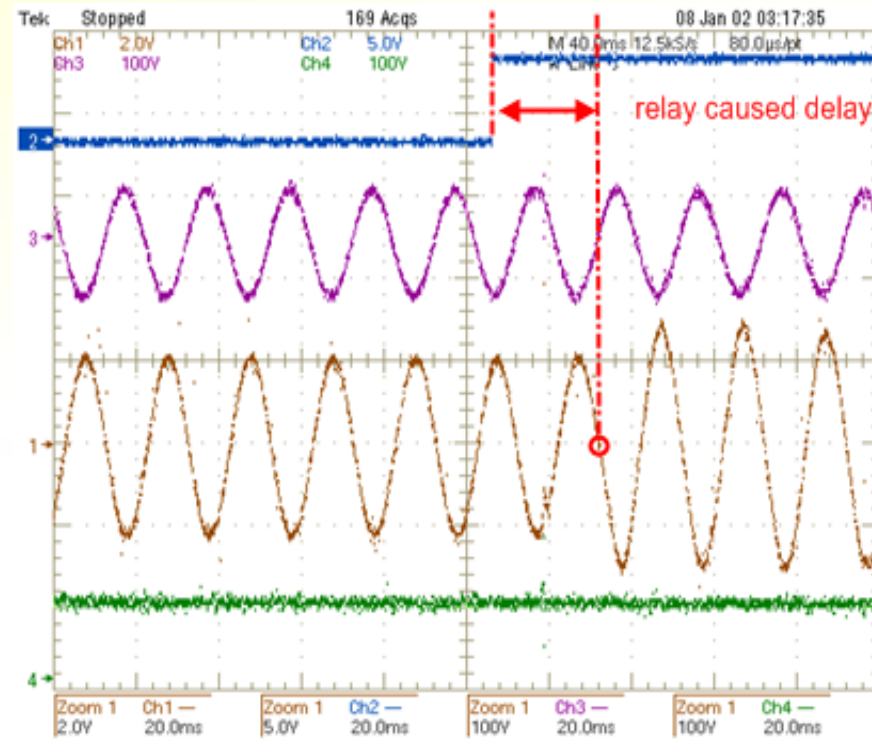 Tek Stopped 169 Acqs 08 Jan 02 03:17:35
Ch1 2.0V Ch2 5.0V M 40.0ms 12.5kS/s 80.0µs/pt
Ch3 100V Ch4 100V
relay caused delay
2
3
1
4
Zoom 1 Ch1 Zoom 1 Ch2 Zoom 1 Ch3 Zoom 1 Ch4
2.0V 20.0ms 5.0V 20.0ms 100V 20.0ms 100V 20.0ms